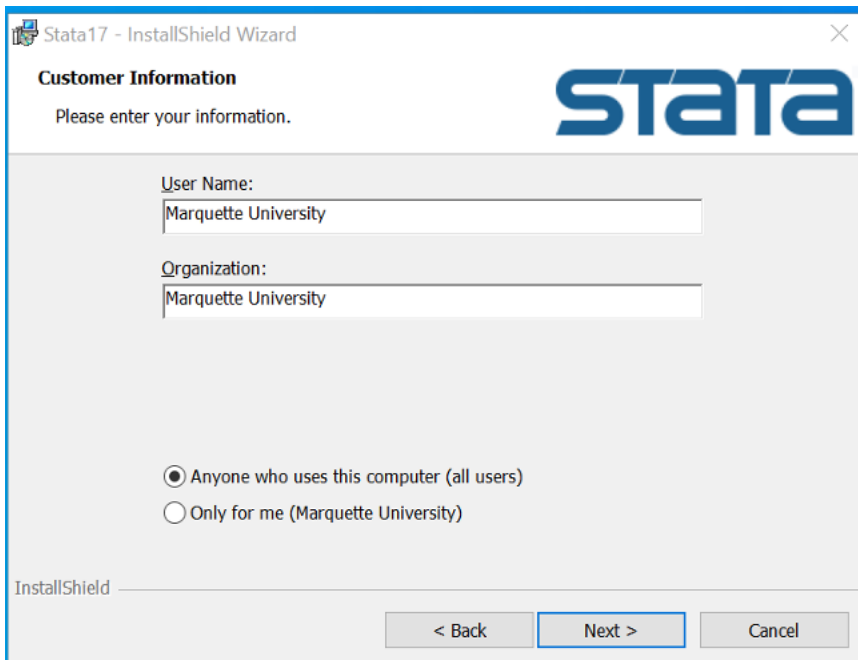 Stata17 - InstallShield Wizard
Customer Information
Please enter your information.
STATA
User Name:
Marquette University
Organization:
Marquette University
Anyone who uses this computer (all users)
Only for me (Marquette University)
InstallShield
< Back
Next >
Cancel